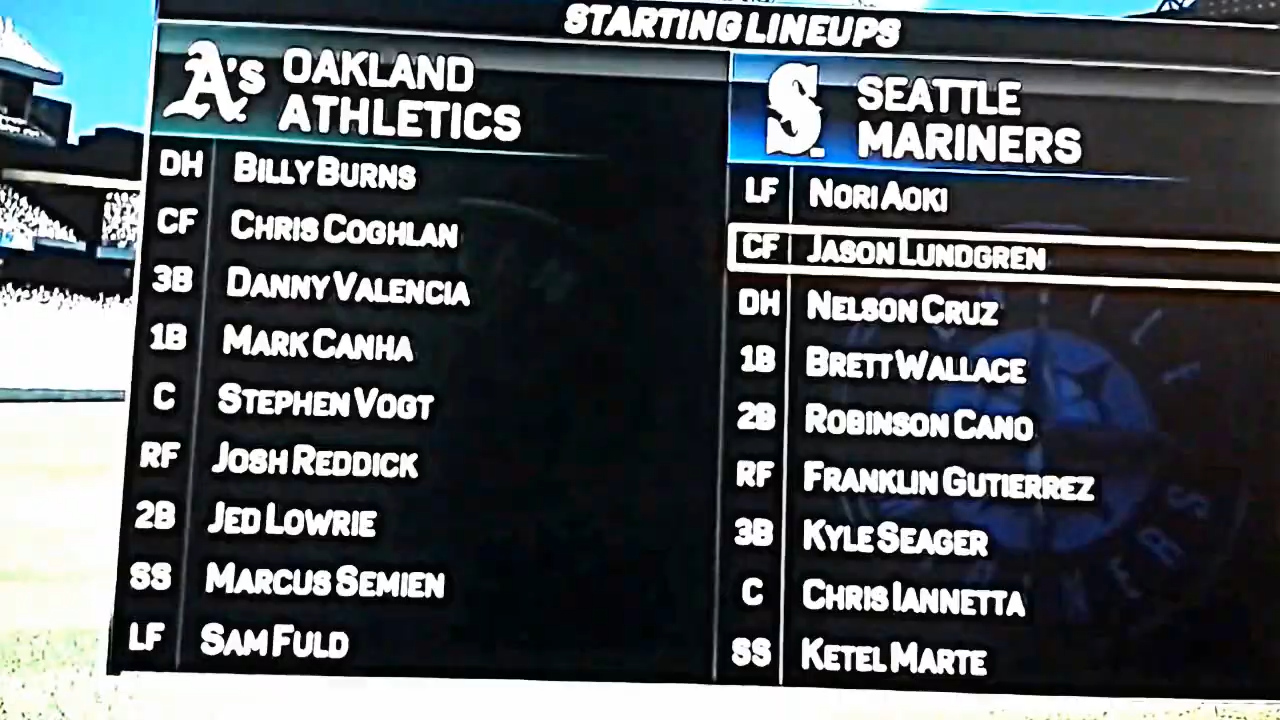 STARTING LINEUPS
A's OAKLAND
ATHLETICS
DH BILLY BURNS
CF CHRIS COGHLAN
3B DANNY VALENCIA
1B MARK CANHA
C STEPHEN VOGT
RF JOSH REDDICK
2B JED LOWRIE
SS MARCUS SEMIEN
LF SAM FULD
S SEATTLE
MARINERS
LF NORI AOKI
CF JASON LUNDGREN
DH NELSON CRUZ
1B BRETT WALLACE
2B ROBINSON CANO
RF FRANKLIN GUTIERREZ
3B KYLE SEAGER
C CHRIS IANNETTA
SS KETEL MARTE